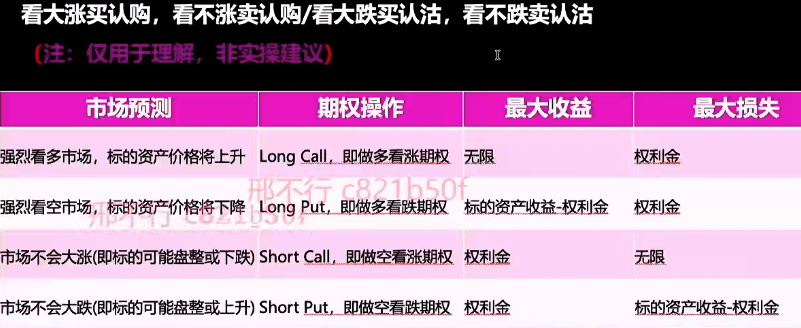 看大涨买认购，看不涨卖认购/看大跌买认沽，看不跌卖认沽
(注：仅用于理解，非实操建议)
市场预测 期权操作 最大收益 最大损失
强烈看多市场，标的资产价格将上升 Long Call，即做多看涨期权 无限 权利金
邢不行 c821b50f
强烈看空市场，标的资产价格将下降 Long Put，即做多看跌期权 标的资产收益-权利金 权利金
邢不行 c821b50f
市场不会大涨(即标的可能盘整或下跌) Short Call，即做空看涨期权 权利金 无限
市场不会大跌(即标的可能盘整或上升) Short Put，即做空看跌期权 权利金 标的资产收益-权利金